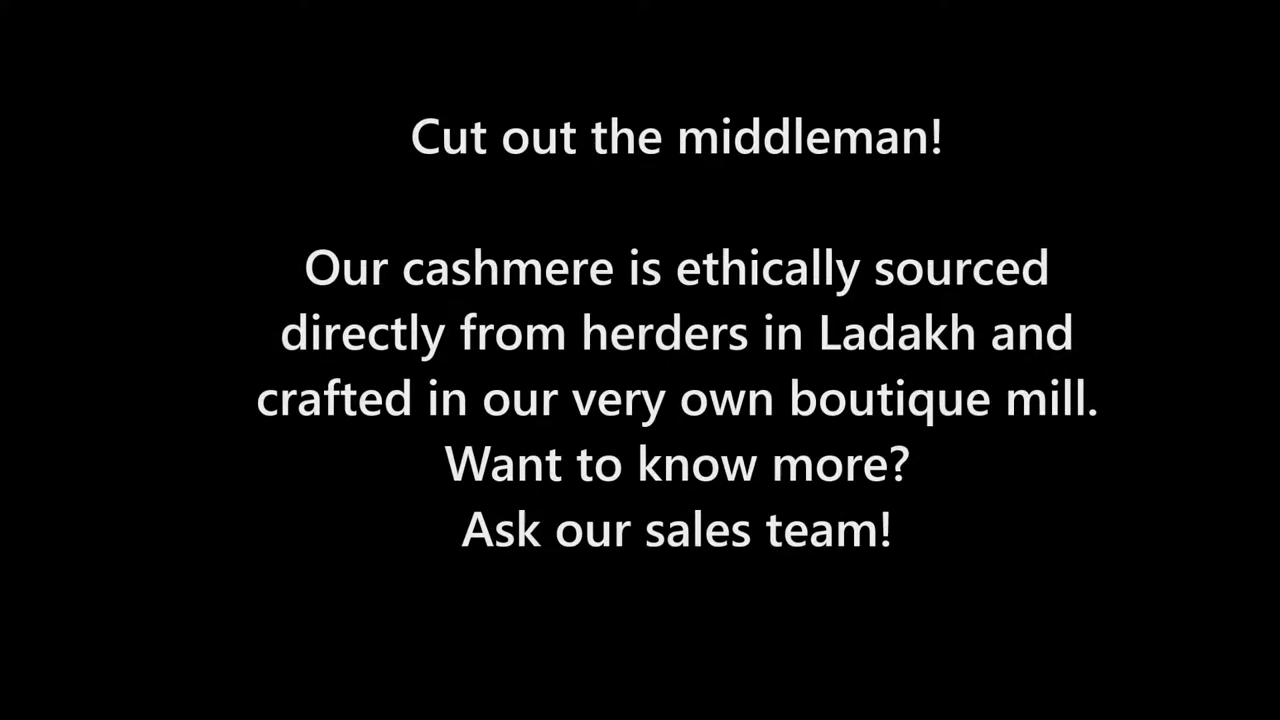 Cut out the middleman!
Our cashmere is ethically sourced
directly from herders in Ladakh and
crafted in our very own boutique mill.
Want to know more?
Ask our sales team!